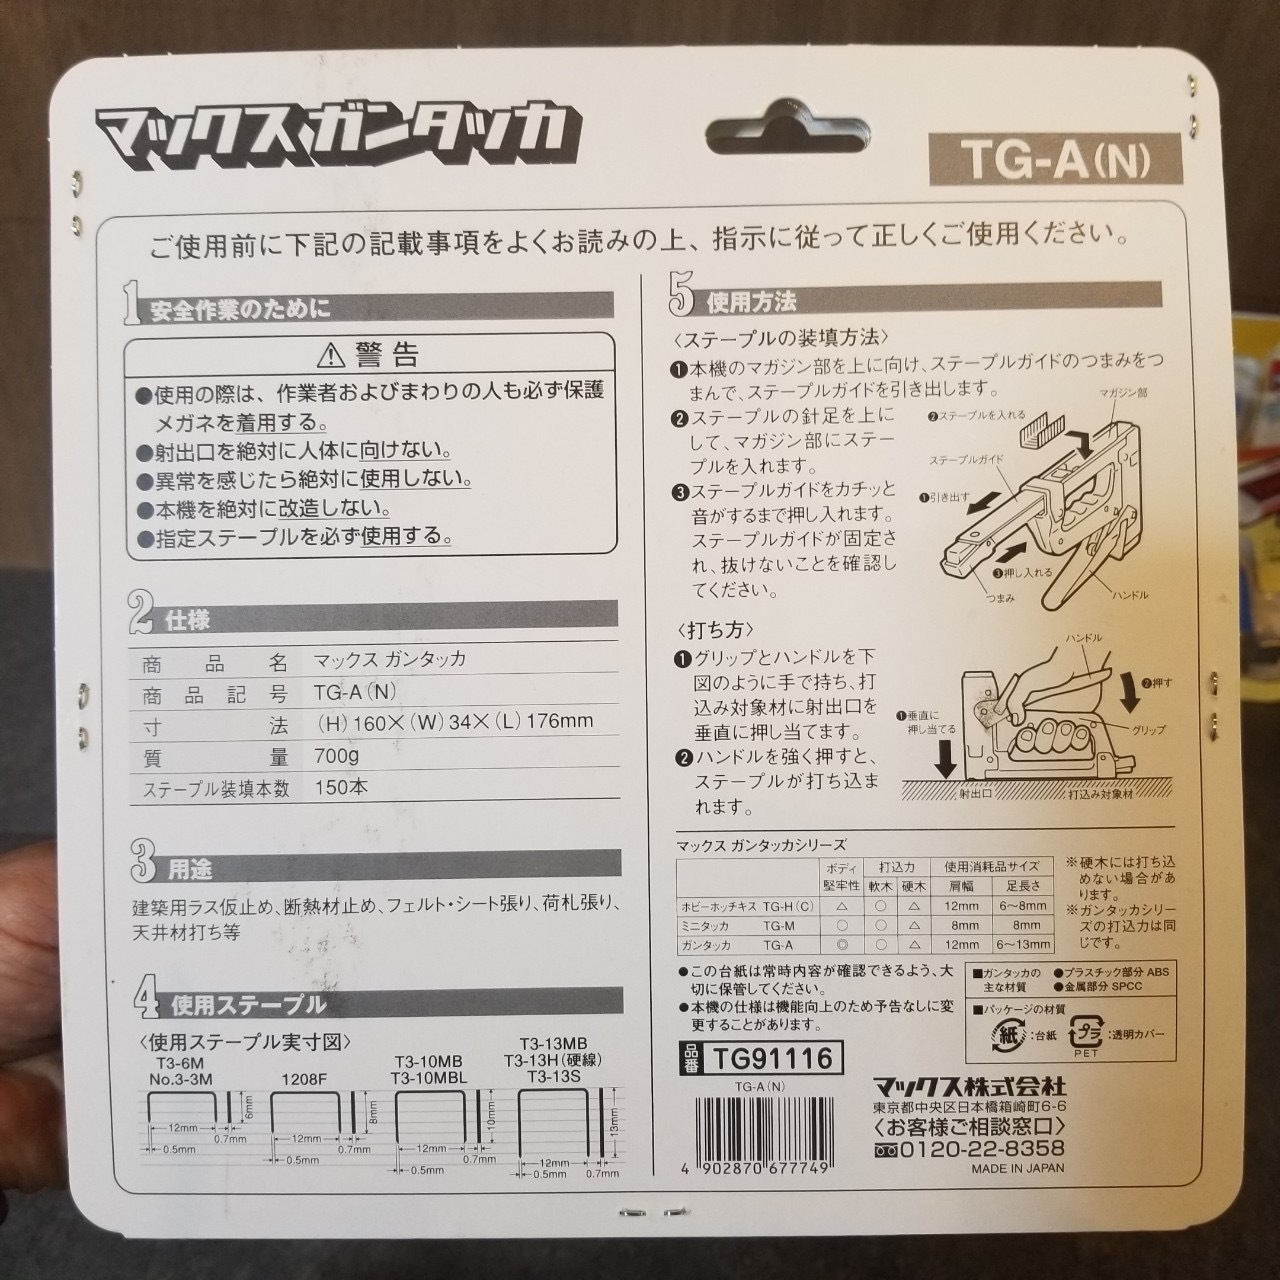 マックス ガンタッカ
TG-A(N)
ご使用前に下記の記載事項をよくお読みの上、指示に従って正しくご使用ください。
1 安全作業のために
⚠ 警告
●使用の際は、作業者およびまわりの人も必ず保護
メガネを着用する。
●射出口を絶対に人体に向けない。
●異常を感じたら絶対に使用しない。
●本機を絶対に改造しない。
●指定ステープルを必ず使用する。
2 仕様
商品名 マックス ガンタッカ
商品記号 TG-A(N)
寸法 (H)160×(W)34×(L)176mm
質量 700g
ステープル装填本数 150本
3 用途
建築用ラス仮止め、断熱材止め、フェルト・シート張り、荷札張り、
天井材打ち等
4 使用ステープル
〈使用ステープル実寸図〉
T3-6M
No.3-3M
6mm
12mm
0.7mm
0.5mm
1208F
8mm
12mm
0.7mm
0.5mm
T3-10MB
T3-10MBL
10mm
12mm
0.7mm
0.5mm
T3-13MB
T3-13H(硬線)
T3-13S
13mm
12mm
0.5mm
0.7mm
5 使用方法
〈ステープルの装填方法〉
❶本機のマガジン部を上に向け、ステープルガイドのつまみをつ
まんで、ステープルガイドを引き出します。
❷ステープルの針足を上に
して、マガジン部にステー
プルを入れます。
❸ステープルガイドをカチッと
音がするまで押し入れます。
ステープルガイドが固定さ
れ、抜けないことを確認し
てください。
マガジン部
❷ステープルを入れる
ステープルガイド
❶引き出す
❸押し入れる
つまみ
ハンドル
〈打ち方〉
❶グリップとハンドルを下
図のように手で持ち、打
込み対象材に射出口を
垂直に押し当てます。
❷ハンドルを強く押すと、
ステープルが打ち込ま
れます。
ハンドル
❷押す
❶垂直に
押し当てる
グリップ
射出口
打込み対象材
マックス ガンタッカシリーズ
ボディ 打込力 使用消耗品サイズ
堅牢性 軟木 硬木 肩幅 足長さ
ホビーホッチキス TG-H(C) △ ○ △ 12mm 6〜8mm
ミニタッカ TG-M ○ ○ △ 8mm 8mm
ガンタッカ TG-A ◎ ○ △ 12mm 6〜13mm
※硬木には打ち込
めない場合があ
ります。
※ガンタッカシリー
ズの打込力は同
じです。
●この台紙は常時内容が確認できるよう、大
切に保管してください。
●本機の仕様は機能向上のため予告なしに変
更することがあります。
■ガンタッカの
主な材質
●プラスチック部分 ABS
●金属部分 SPCC
■パッケージの材質
紙 :台紙
プラ :透明カバー
PET
品番 TG91116
TG-A(N)
4 902870 677749
マックス株式会社
東京都中央区日本橋箱崎町6-6
〈お客様ご相談窓口〉
0120-22-8358
MADE IN JAPAN